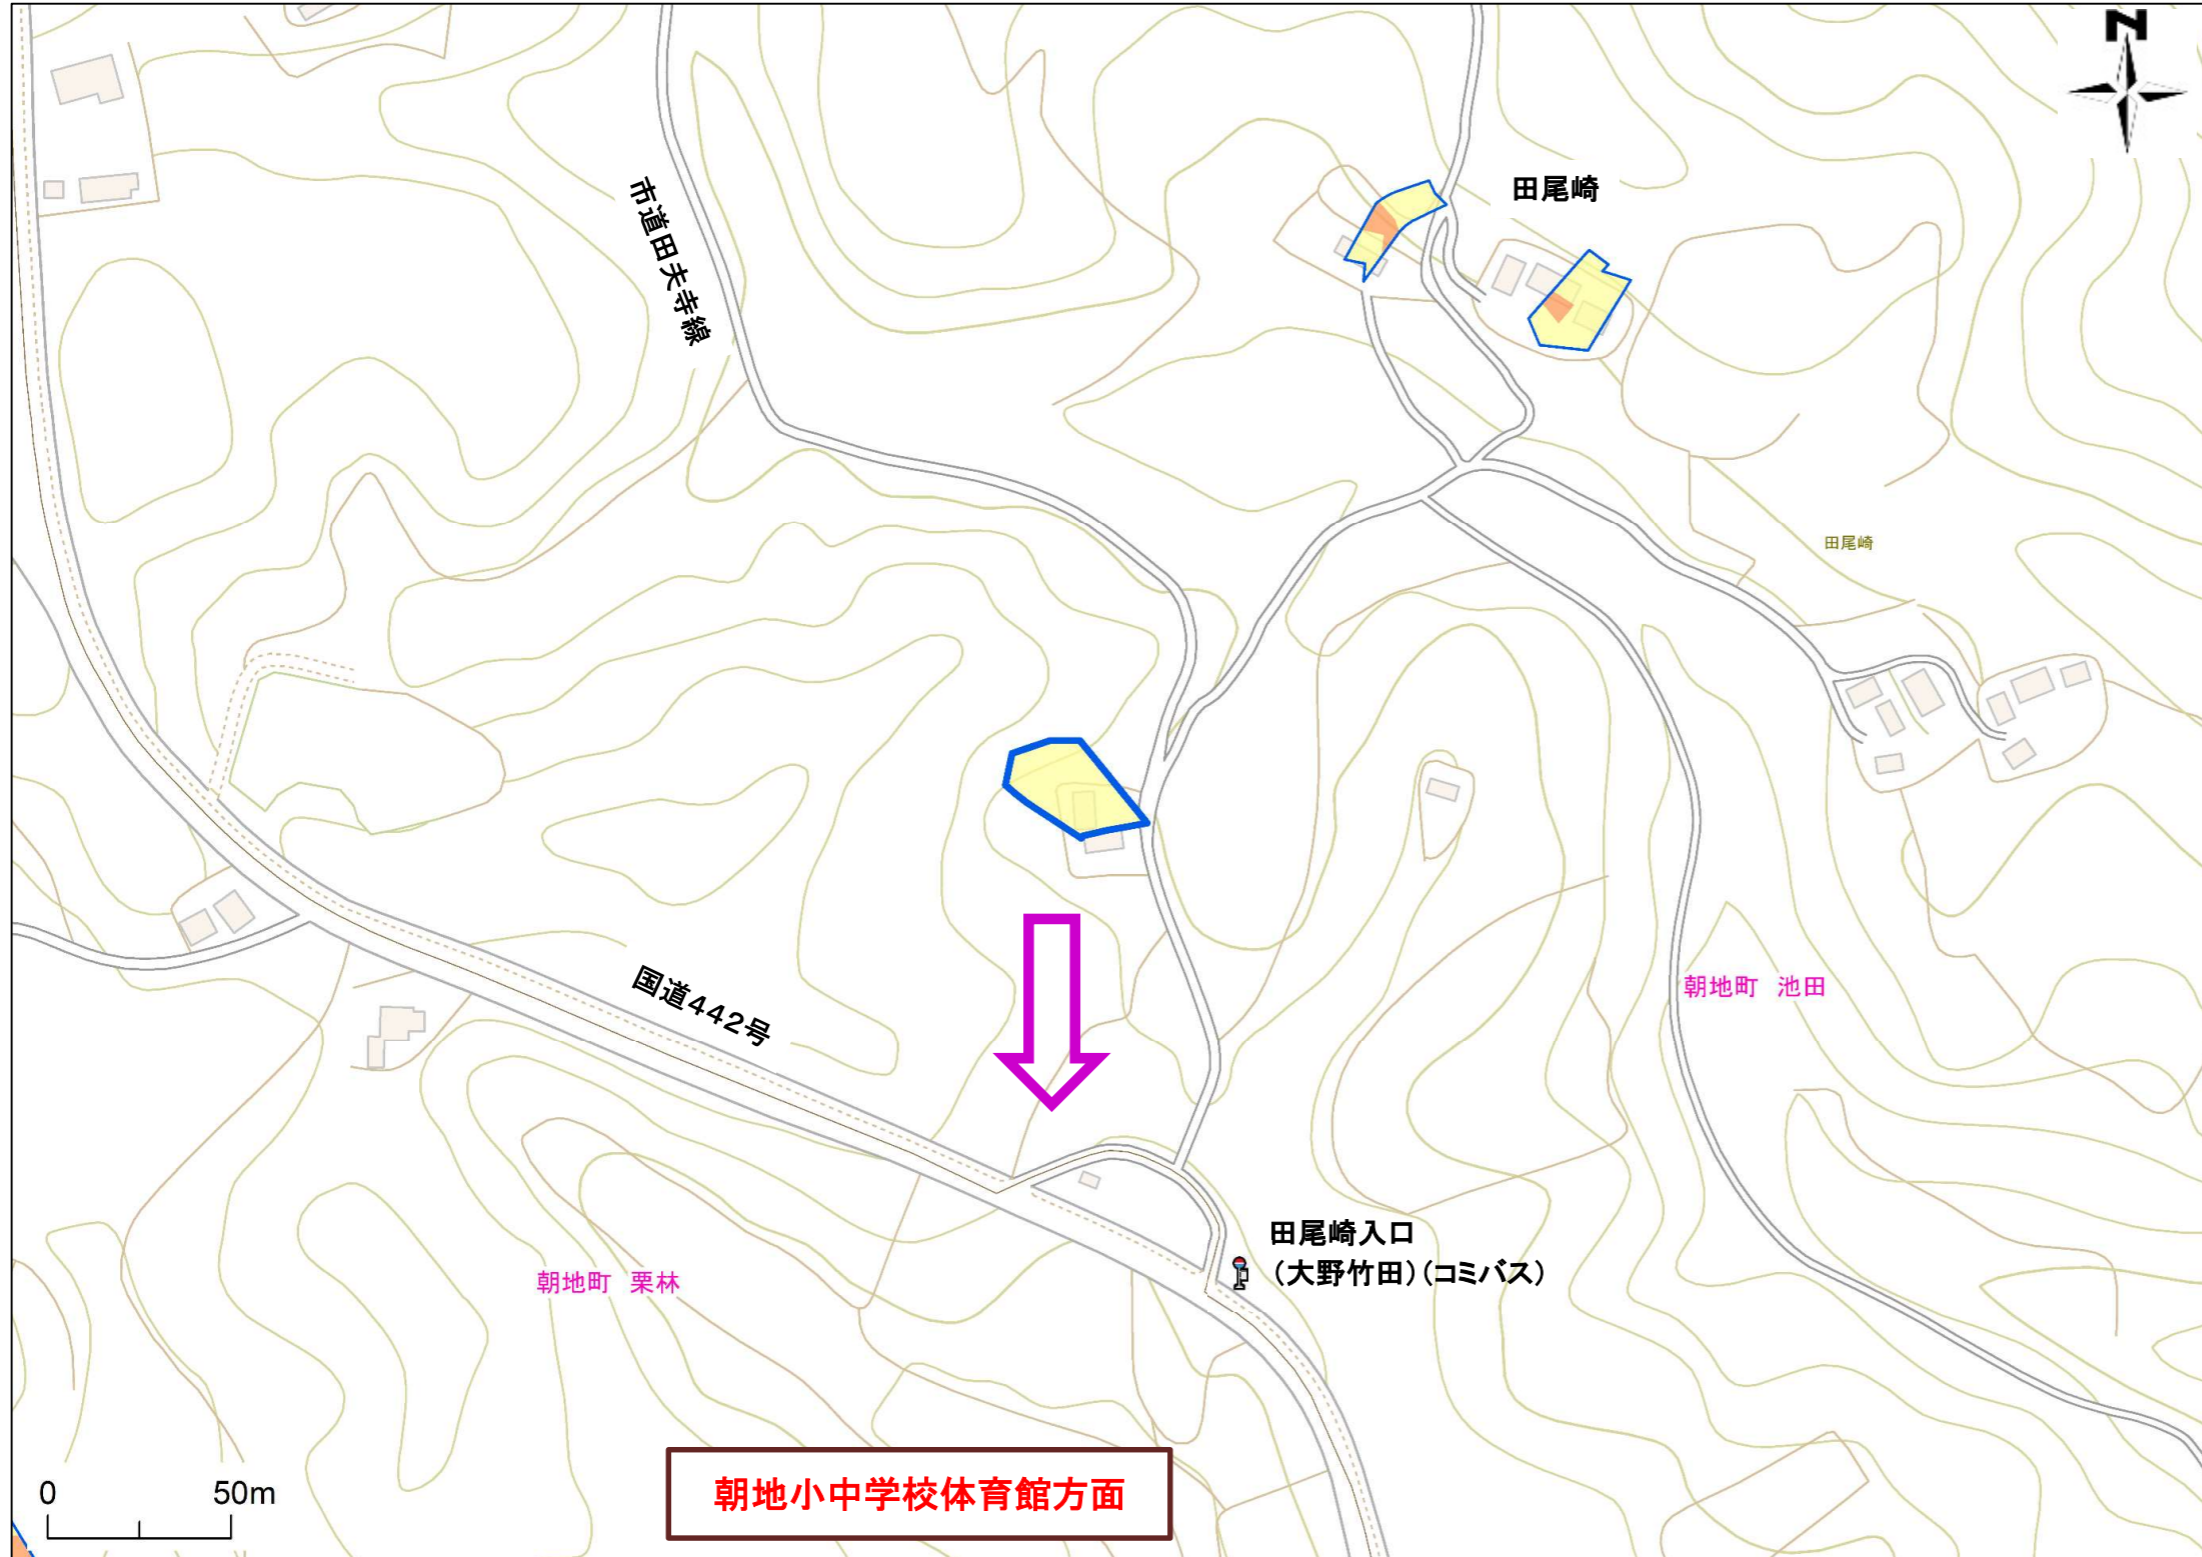 N
田尾崎
市道田夫寺線
田尾崎
朝地町　池田
国道442号
田尾崎入口
（大野竹田）（コミバス）
朝地町　栗林
0 50m
朝地小中学校体育館方面